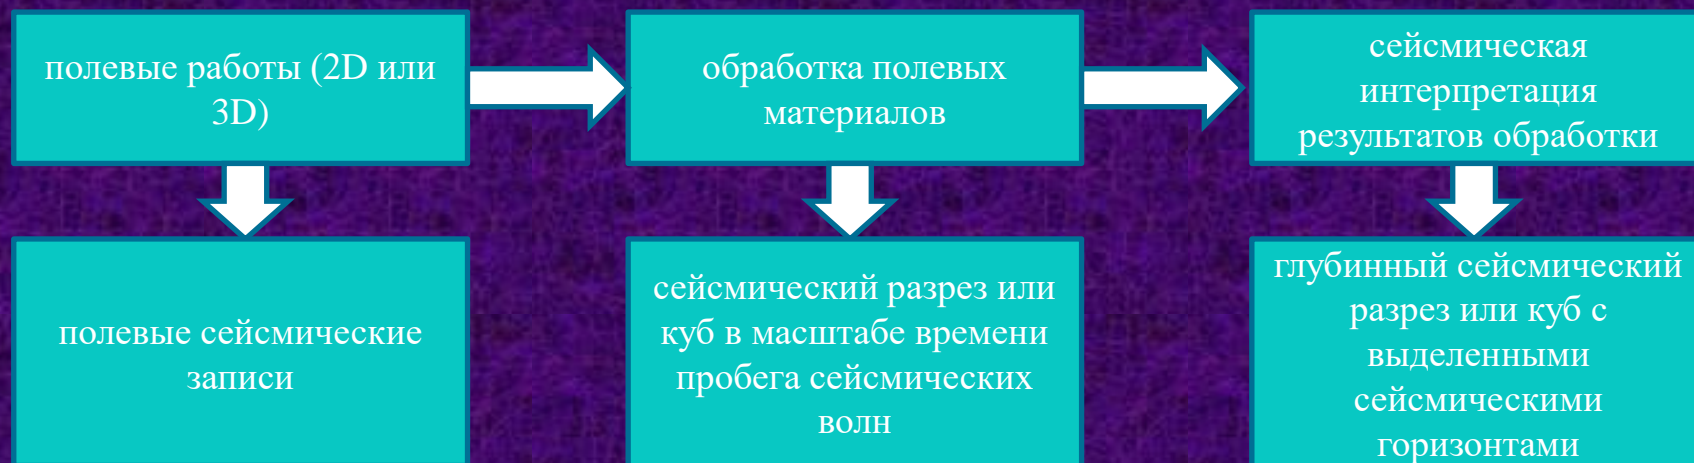 полевые работы (2D или
3D)
обработка полевых
материалов
сейсмическая
интерпретация
результатов обработки
полевые сейсмические
записи
сейсмический разрез или
куб в масштабе времени
пробега сейсмических
волн
глубинный сейсмический
разрез или куб с
выделенными
сейсмическими
горизонтами